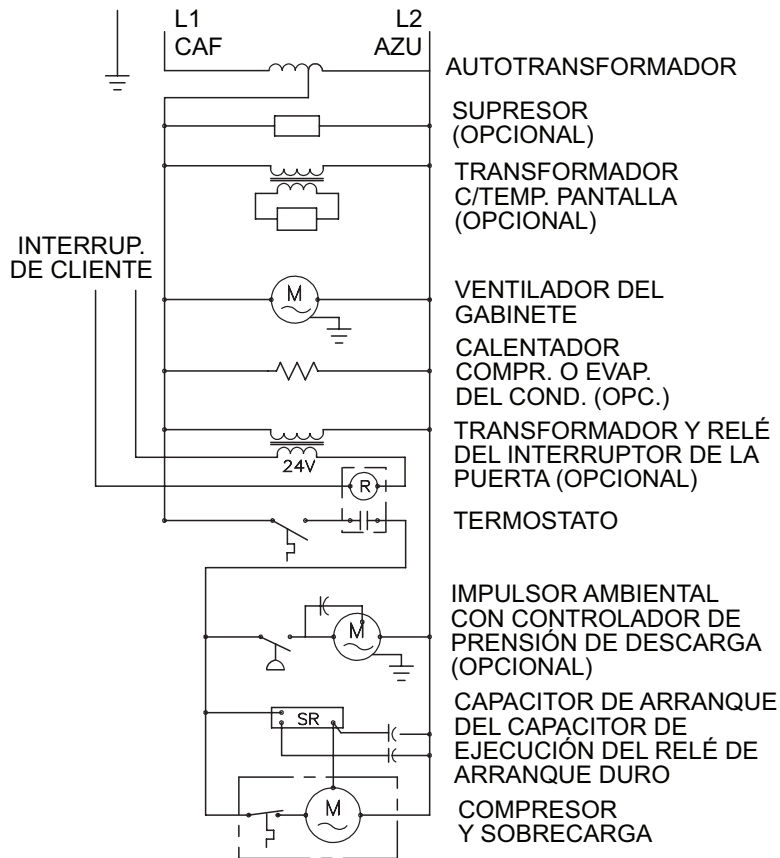 L1
CAF
L2
AZU
AUTOTRANSFORMADOR
SUPRESOR
(OPCIONAL)
TRANSFORMADOR
C/TEMP. PANTALLA
(OPCIONAL)
INTERRUP.
DE CLIENTE
M
VENTILADOR DEL
GABINETE
CALENTADOR
COMPR. O EVAP.
DEL COND. (OPC.)
24V
R
TRANSFORMADOR Y RELÉ
DEL INTERRUPTOR DE LA
PUERTA (OPCIONAL)
TERMOSTATO
M
IMPULSOR AMBIENTAL
CON CONTROLADOR DE
PRENSIÓN DE DESCARGA
(OPCIONAL)
SR
CAPACITOR DE ARRANQUE
DEL CAPACITOR DE
EJECUCIÓN DEL RELÉ DE
ARRANQUE DURO
M
COMPRESOR
Y SOBRECARGA